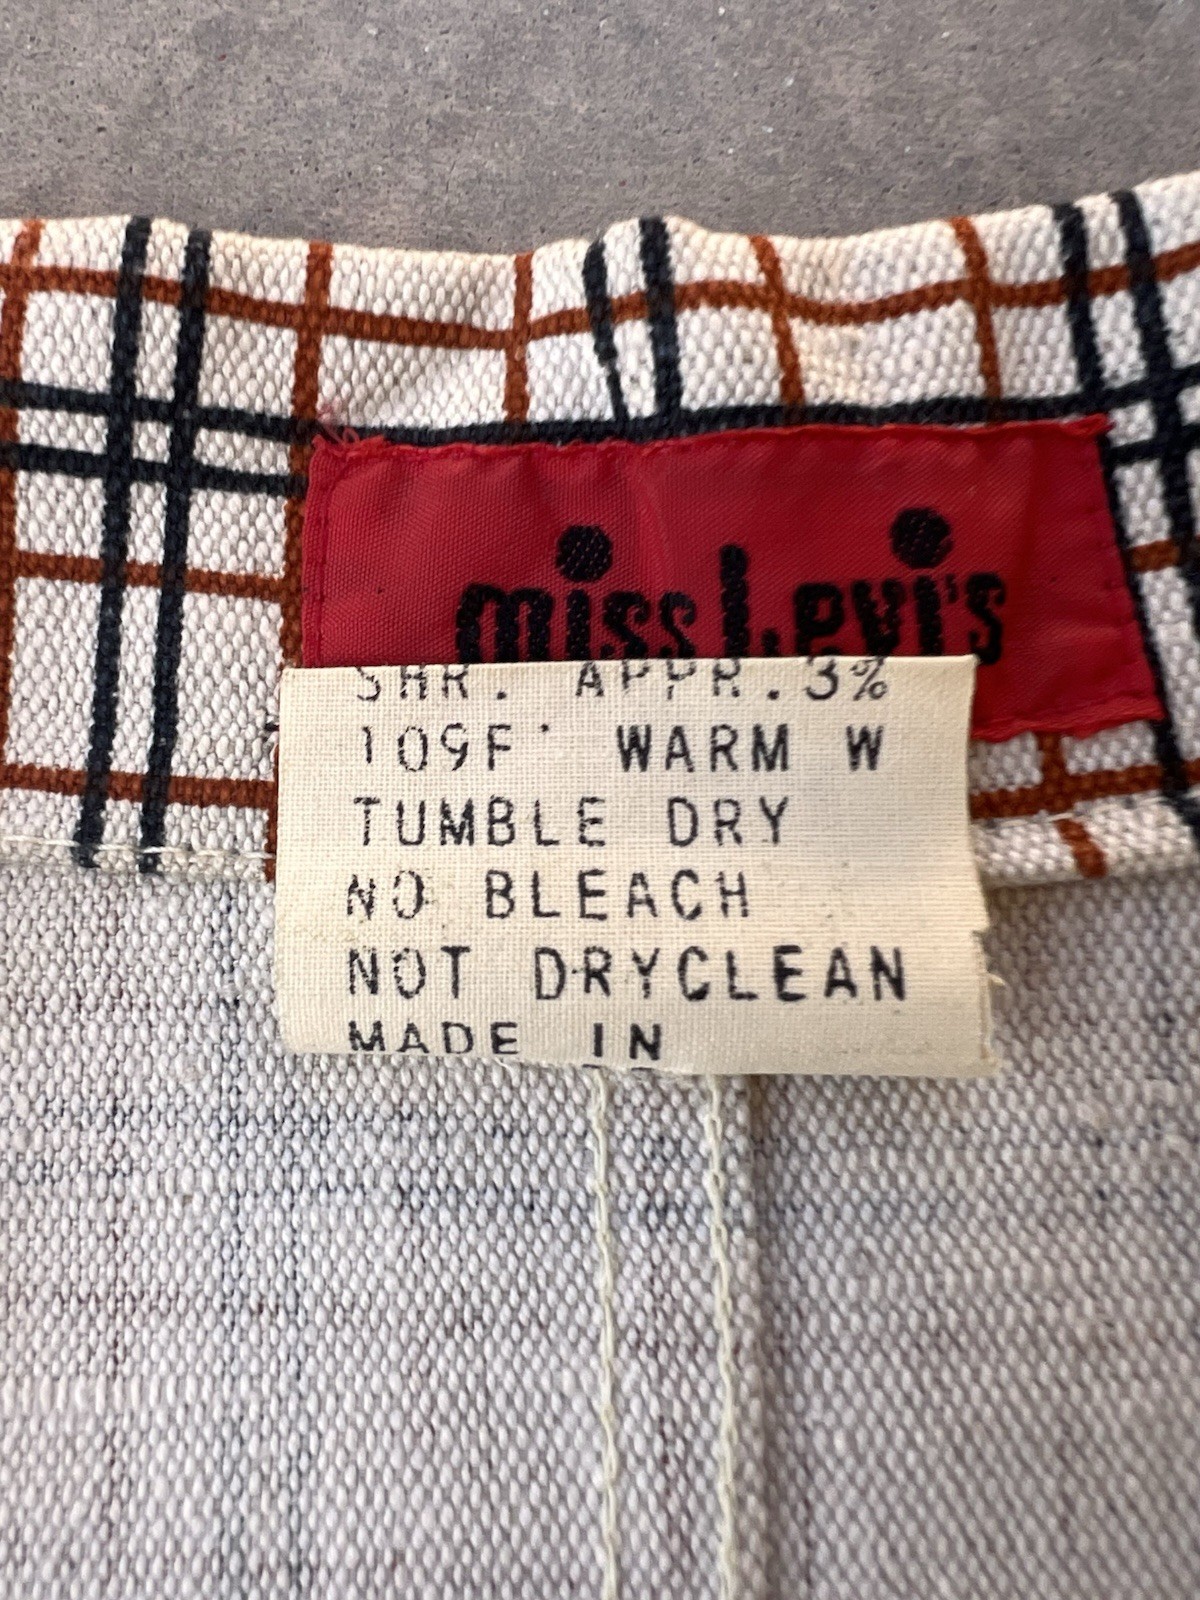 miss Levi's
SHR. APPR. 3%
109F° WARM W
TUMBLE DRY
NO BLEACH
NOT DRYCLEAN
MADE IN